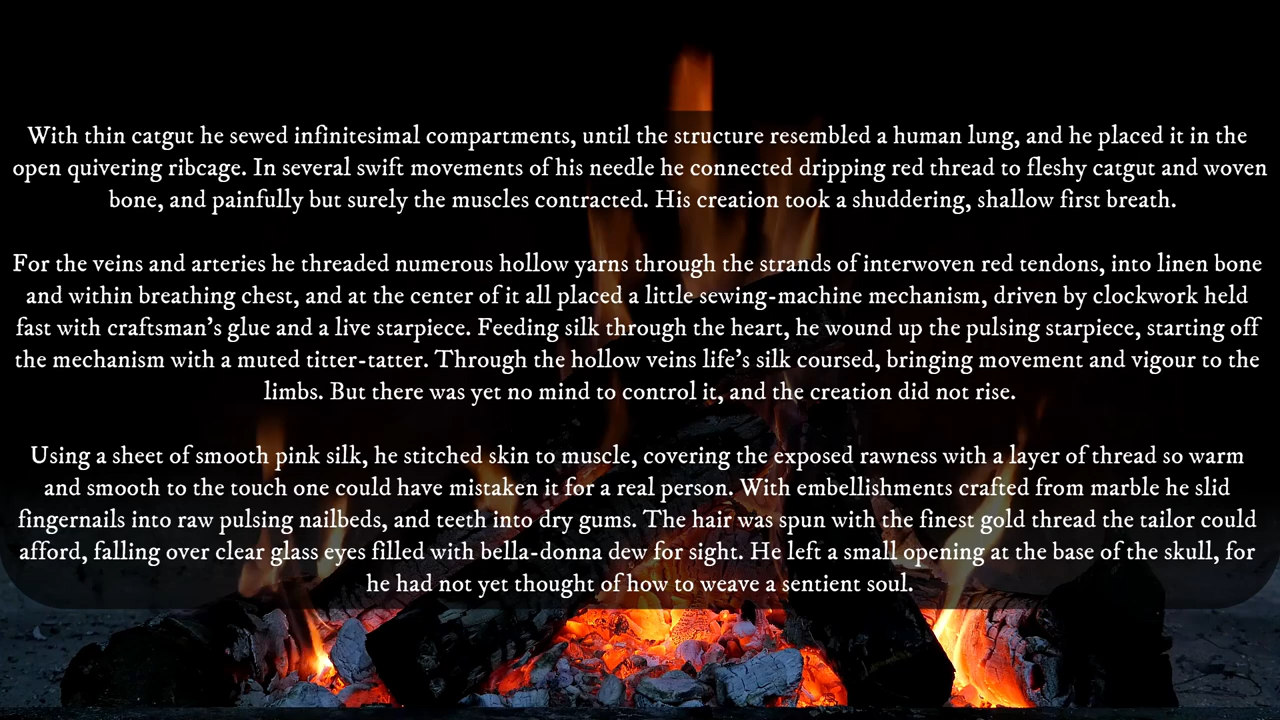 With thin catgut he sewed infinitesimal compartments, until the structure resembled a human lung, and he placed it in the
open quivering ribcage. In several swift movements of his needle he connected dripping red thread to fleshy catgut and woven
bone, and painfully but surely the muscles contracted. His creation took a shuddering, shallow first breath.
For the veins and arteries he threaded numerous hollow yarns through the strands of interwoven red tendons, into linen bone
and within breathing chest, and at the center of it all placed a little sewing-machine mechanism, driven by clockwork held
fast with craftsman's glue and a live starpiece. Feeding silk through the heart, he wound up the pulsing starpiece, starting off
the mechanism with a muted titter-tatter. Through the hollow veins life's silk coursed, bringing movement and vigour to the
limbs. But there was yet no mind to control it, and the creation did not rise.
Using a sheet of smooth pink silk, he stitched skin to muscle, covering the exposed rawness with a layer of thread so warm
and smooth to the touch one could have mistaken it for a real person. With embellishments crafted from marble he slid
fingernails into raw pulsing nailbeds, and teeth into dry gums. The hair was spun with the finest gold thread the tailor could
afford, falling over clear glass eyes filled with bella-donna dew for sight. He left a small opening at the base of the skull, for
he had not yet thought of how to weave a sentient soul.